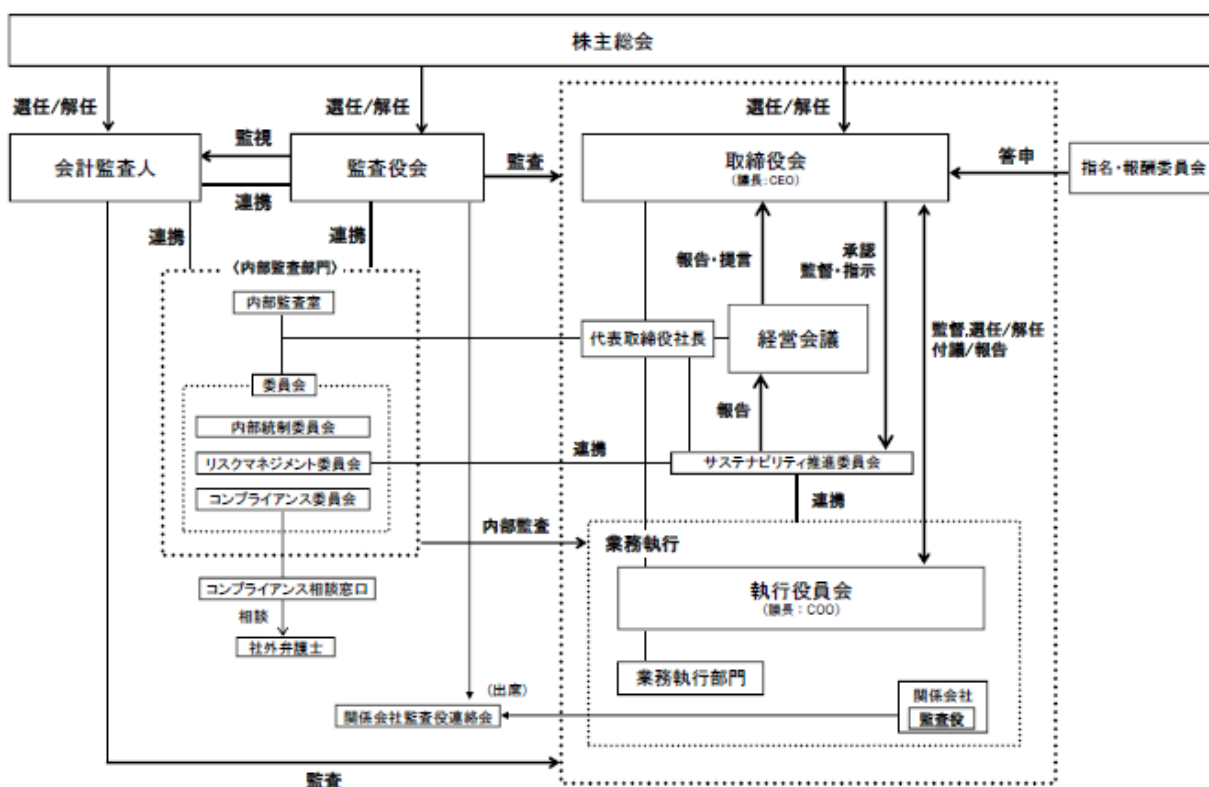 株主総会
選任/解任
選任/解任
選任/解任
会計監査人
監視
連携
監査役会
監査
取締役会
(議長:CEO)
答申
指名・報酬委員会
連携
連携
〈内部監査部門〉
内部監査室
報告・提言
承認
監督・指示
代表取締役社長
経営会議
監督,選任/解任
付議/報告
委員会
内部統制委員会
リスクマネジメント委員会
コンプライアンス委員会
報告
連携
サステナビリティ推進委員会
連携
内部監査
業務執行
執行役員会
(議長:COO)
コンプライアンス相談窓口
相談
社外弁護士
業務執行部門
(出席)
関係会社監査役連絡会
関係会社
監査役
監査